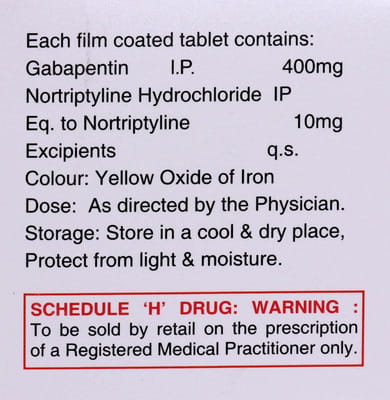 Each film coated tablet contains:
Gabapentin I.P. 400mg
Nortriptyline Hydrochloride IP
Eq. to Nortriptyline 10mg
Excipients q.s.
Colour: Yellow Oxide of Iron
Dose: As directed by the Physician.
Storage: Store in a cool & dry place,
Protect from light & moisture.
SCHEDULE ‘H’ DRUG: WARNING :
To be sold by retail on the prescription
of a Registered Medical Practitioner only.